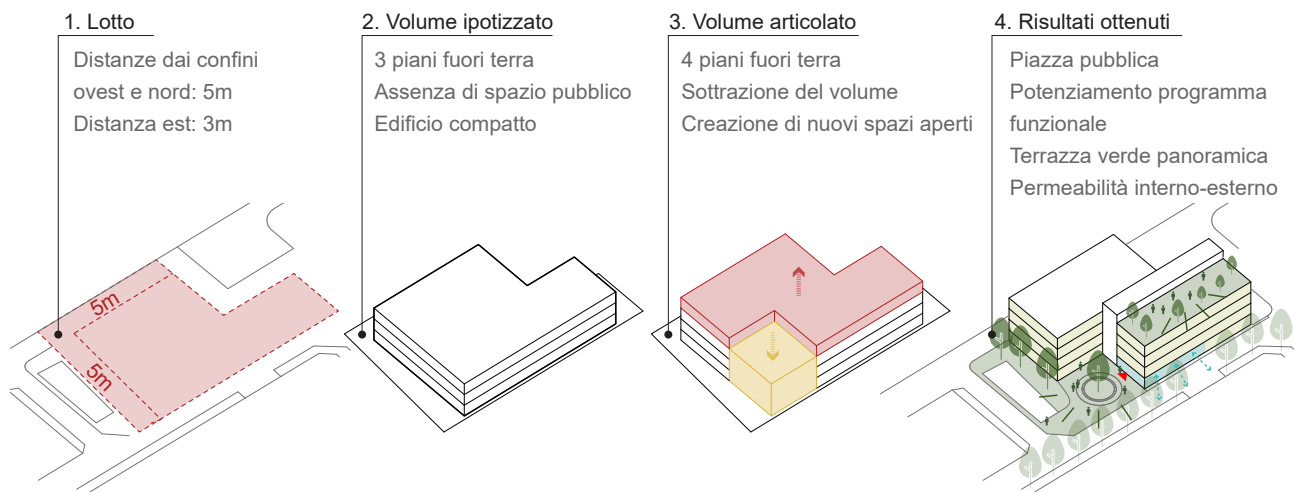 1. Lotto
Distanze dai confini
ovest e nord: 5m
Distanza est: 3m
5m
5m
2. Volume ipotizzato
3 piani fuori terra
Assenza di spazio pubblico
Edificio compatto
3. Volume articolato
4 piani fuori terra
Sottrazione del volume
Creazione di nuovi spazi aperti
4. Risultati ottenuti
Piazza pubblica
Potenziamento programma
funzionale
Terrazza verde panoramica
Permeabilità interno-esterno